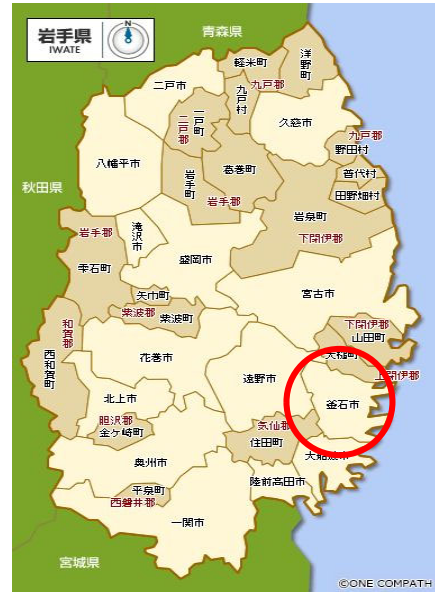 岩手県
IWATE
N
青森県
洋野町
軽米町
九戸郡
二戸市
九戸村
一戸町
二戸郡
久慈市
九戸郡
野田村
八幡平市
葛巻町
普代村
岩手町
田野畑村
秋田県
岩手郡
岩泉町
滝沢市
岩手郡
下閉伊郡
盛岡市
雫石町
宮古市
矢巾町
紫波郡
紫波町
下閉伊郡
山田町
和賀郡
大槌町
花巻市
西和賀町
遠野市
上閉伊郡
北上市
釜石市
胆沢郡
金ヶ崎町
気仙郡
住田町
大船渡市
奥州市
陸前高田市
平泉町
西磐井郡
一関市
宮城県
©ONE COMPATH